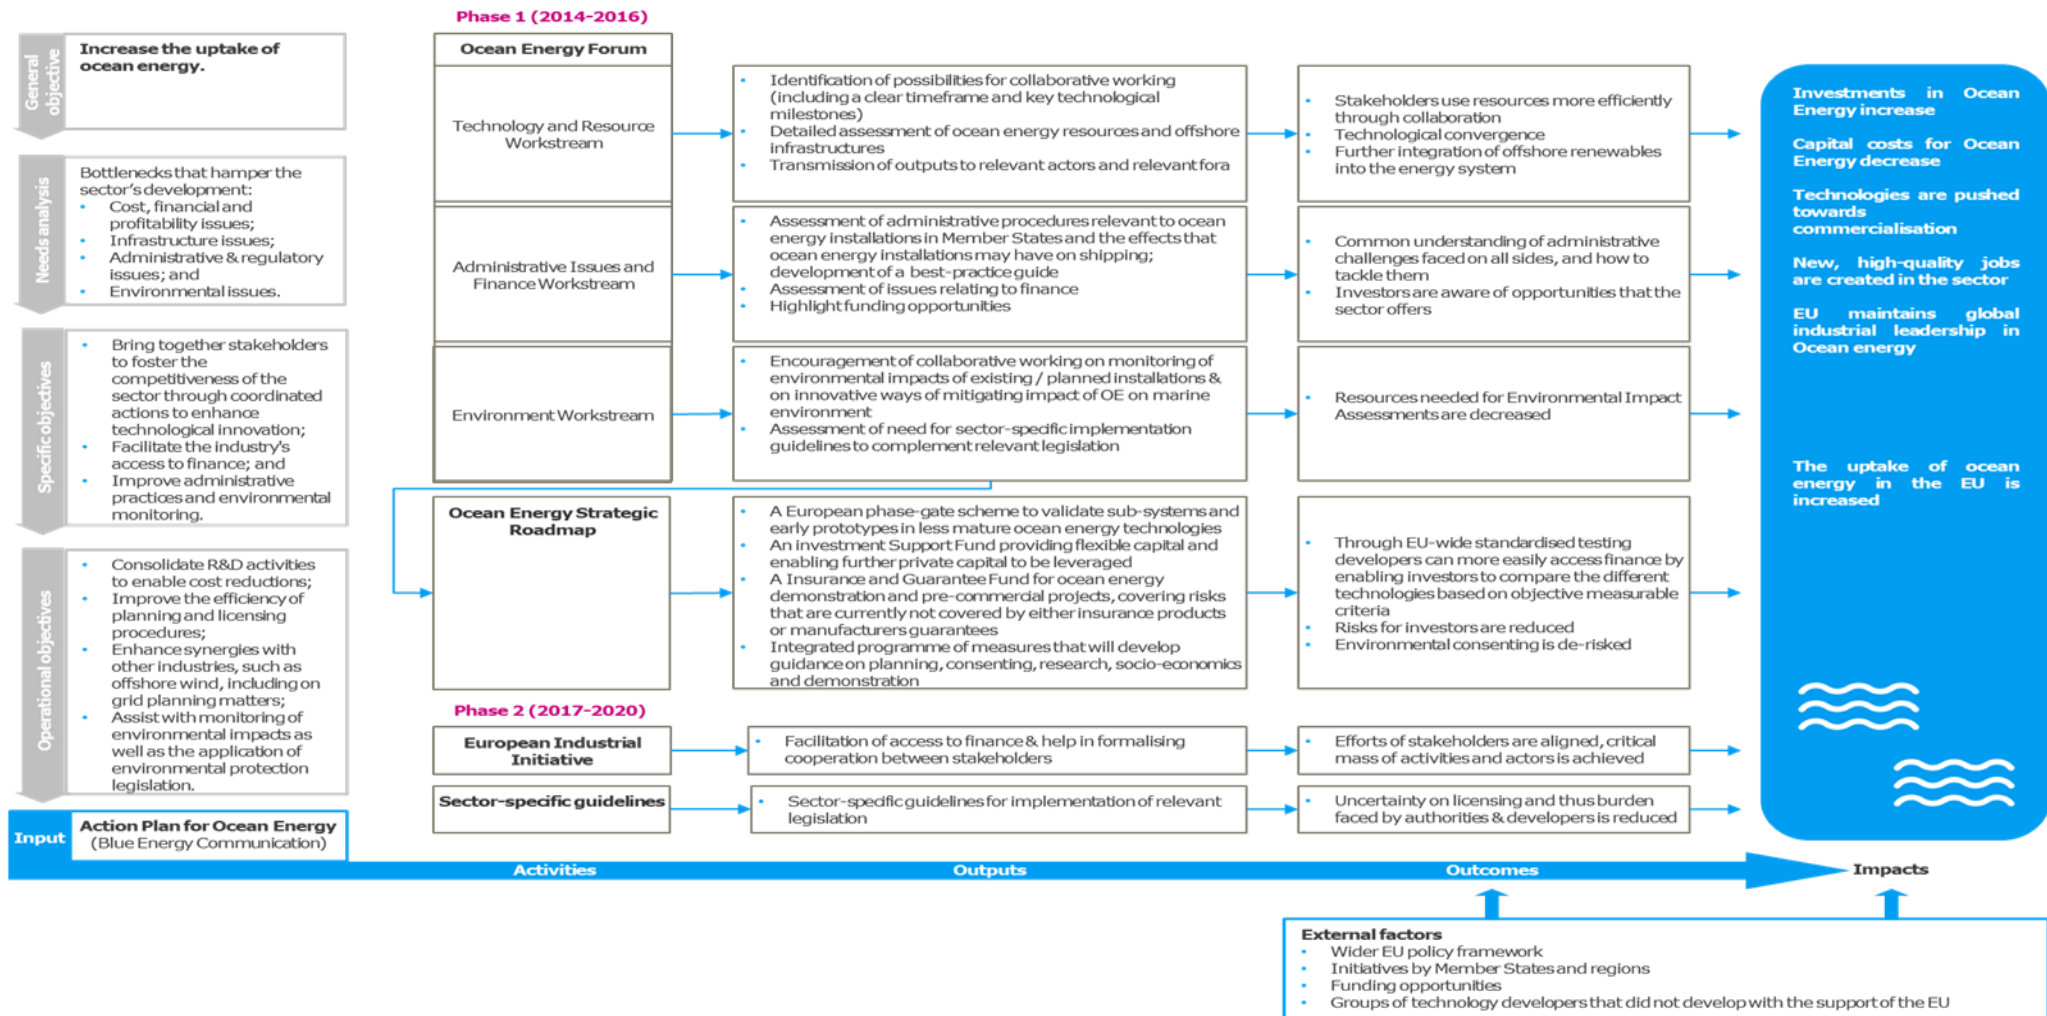 Phase 1 (2014-2016)
General
objective
Increase the uptake of
ocean energy.
Needs analysis
Bottlenecks that hamper the
sector's development:
• Cost, financial and
profitability issues;
• Infrastructure issues;
• Administrative & regulatory
issues; and
• Environmental issues.
Specific objectives
• Bring together stakeholders
to foster the
competitiveness of the
sector through coordinated
actions to enhance
technological innovation;
• Facilitate the industry's
access to finance; and
• Improve administrative
practices and environmental
monitoring.
Operational objectives
• Consolidate R&D activities
to enable cost reductions;
• Improve the efficiency of
planning and licensing
procedures;
• Enhance synergies with
other industries, such as
offshore wind, including on
grid planning matters;
• Assist with monitoring of
environmental impacts as
well as the application of
environmental protection
legislation.
Input
Action Plan for Ocean Energy
(Blue Energy Communication)
Ocean Energy Forum
Technology and Resource
Workstream
• Identification of possibilities for collaborative working
(including a clear timeframe and key technological
milestones)
• Detailed assessment of ocean energy resources and offshore
infrastructures
• Transmission of outputs to relevant actors and relevant fora
• Stakeholders use resources more efficiently
through collaboration
• Technological convergence
• Further integration of offshore renewables
into the energy system
Administrative Issues and
Finance Workstream
• Assessment of administrative procedures relevant to ocean
energy installations in Member States and the effects that
ocean energy installations may have on shipping;
development of a best-practice guide
• Assessment of issues relating to finance
• Highlight funding opportunities
• Common understanding of administrative
challenges faced on all sides, and how to
tackle them
• Investors are aware of opportunities that the
sector offers
Environment Workstream
• Encouragement of collaborative working on monitoring of
environmental impacts of existing / planned installations &
on innovative ways of mitigating impact of OE on marine
environment
• Assessment of need for sector-specific implementation
guidelines to complement relevant legislation
• Resources needed for Environmental Impact
Assessments are decreased
Ocean Energy Strategic
Roadmap
• A European phase-gate scheme to validate sub-systems and
early prototypes in less mature ocean energy technologies
• An investment Support Fund providing flexible capital and
enabling further private capital to be leveraged
• A Insurance and Guarantee Fund for ocean energy
demonstration and pre-commercial projects, covering risks
that are currently not covered by either insurance products
or manufacturers guarantees
• Integrated programme of measures that will develop
guidance on planning, consenting, research, socio-economics
and demonstration
• Through EU-wide standardised testing
developers can more easily access finance by
enabling investors to compare the different
technologies based on objective measurable
criteria
• Risks for investors are reduced
• Environmental consenting is de-risked
Phase 2 (2017-2020)
European Industrial
Initiative
• Facilitation of access to finance & help in formalising
cooperation between stakeholders
• Efforts of stakeholders are aligned, critical
mass of activities and actors is achieved
Sector-specific guidelines
• Sector-specific guidelines for implementation of relevant
legislation
• Uncertainty on licensing and thus burden
faced by authorities & developers is reduced
Investments in Ocean
Energy increase
Capital costs for Ocean
Energy decrease
Technologies are pushed
towards
commercialisation
New, high-quality jobs
are created in the sector
EU maintains global
industrial leadership in
Ocean energy
The uptake of ocean
energy in the EU is
increased
Activities
Outputs
Outcomes
Impacts
External factors
• Wider EU policy framework
• Initiatives by Member States and regions
• Funding opportunities
• Groups of technology developers that did not develop with the support of the EU